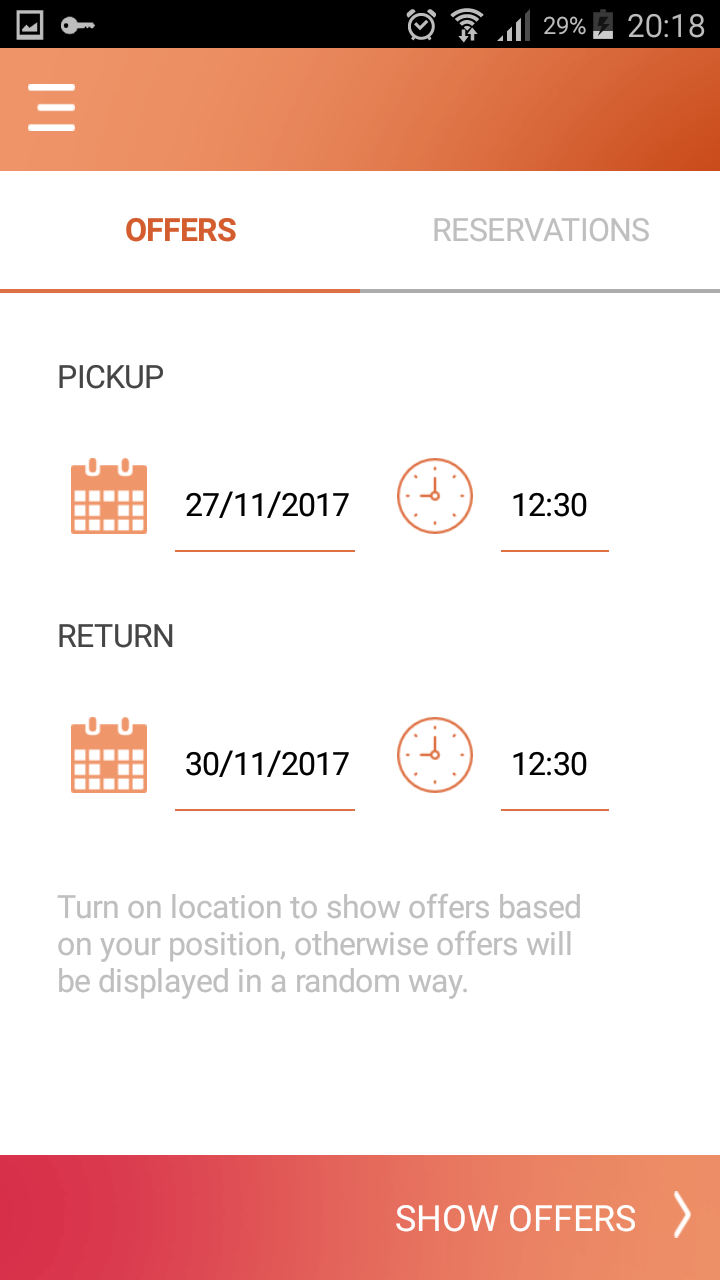 29% 20:18
OFFERS RESERVATIONS
PICKUP
27/11/2017 12:30
RETURN
30/11/2017 12:30
Turn on location to show offers based
on your position, otherwise offers will
be displayed in a random way.
SHOW OFFERS